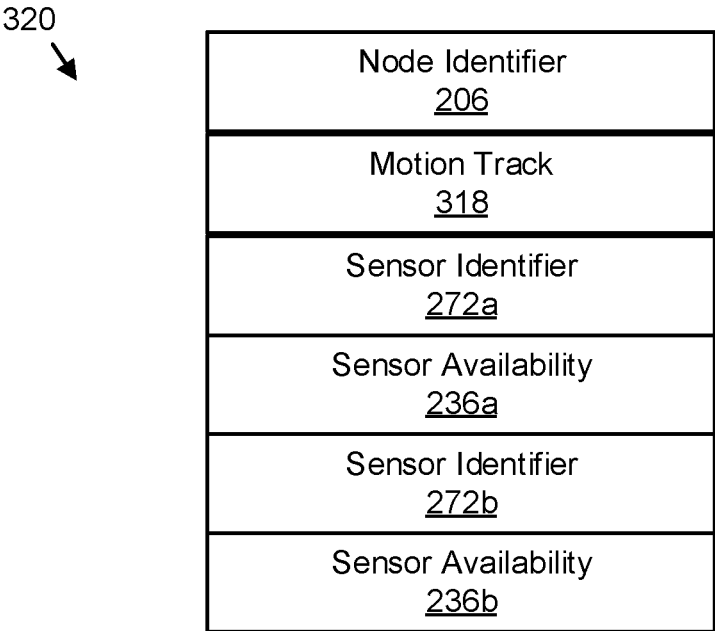 320
Node Identifier
206
Motion Track
318
Sensor Identifier
272a
Sensor Availability
236a
Sensor Identifier
272b
Sensor Availability
236b